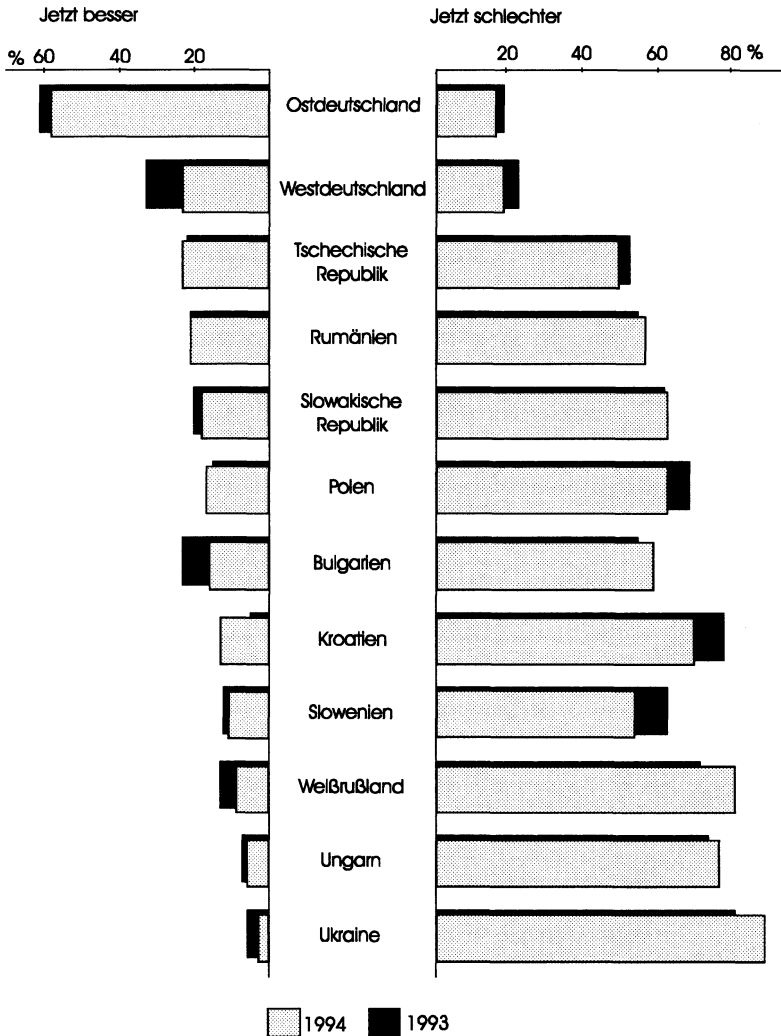 Jetzt besser
Jetzt schlechter
% 60 40 20
20 40 60 80 %
Ostdeutschland
Westdeutschland
Tschechische
Republik
Rumänien
Slowakische
Republik
Polen
Bulgarien
Kroatien
Slowenien
Weißrußland
Ungarn
Ukraine
1994 1993